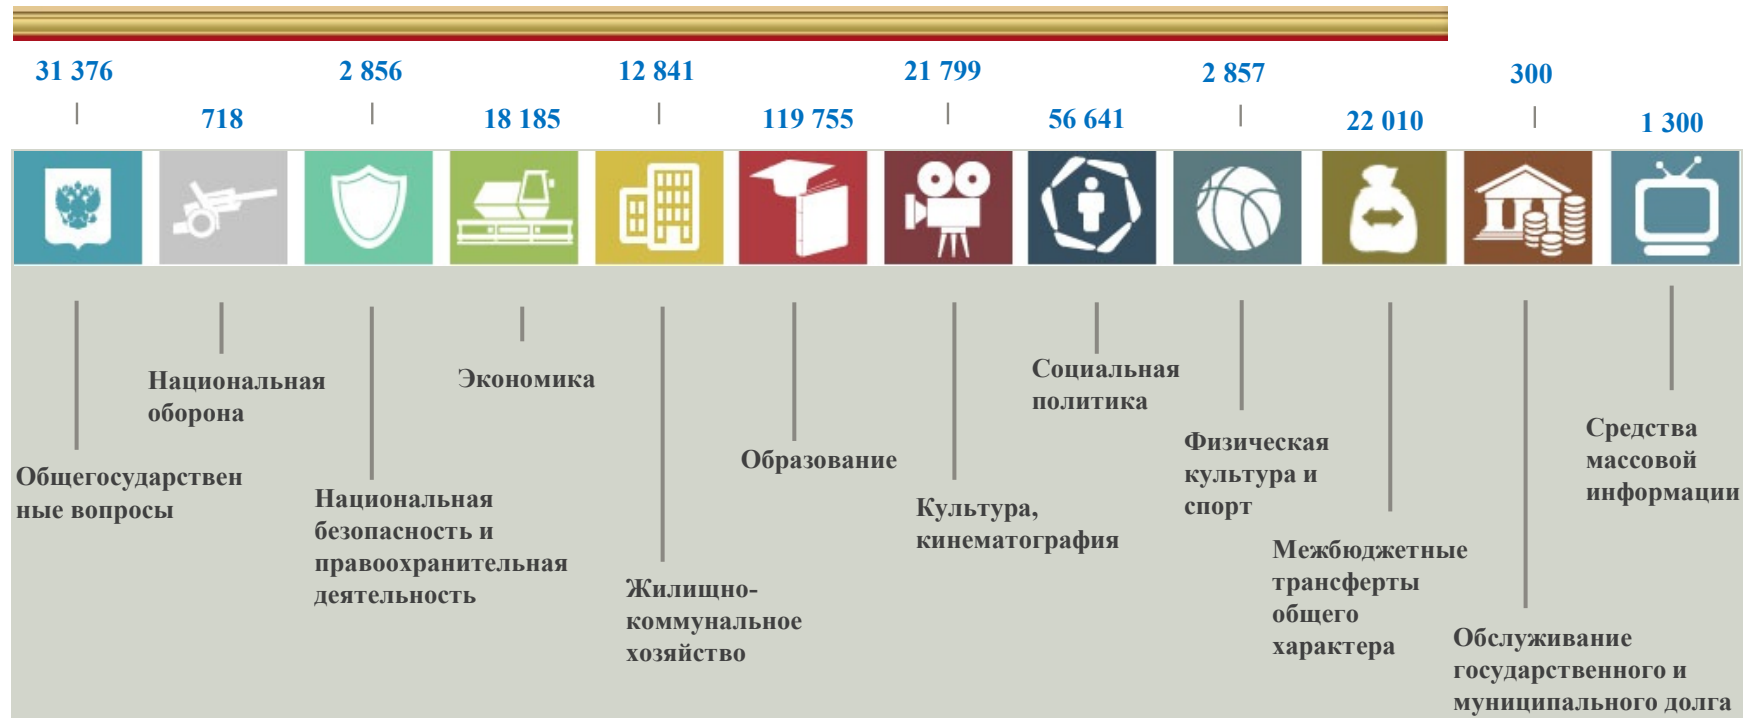 31 376
2 856
12 841
21 799
2 857
300
718
18 185
119 755
56 641
22 010
1 300
Национальная
оборона
Экономика
Социальная
политика
Общегосударствен
ные вопросы
Национальная
безопасность и
правоохранительная
деятельность
Жилищно-
коммунальное
хозяйство
Образование
Культура,
кинематография
Физическая
культура и
спорт
Межбюджетные
трансферты
общего
характера
Средства
массовой
информации
Обслуживание
государственного и
муниципального долга